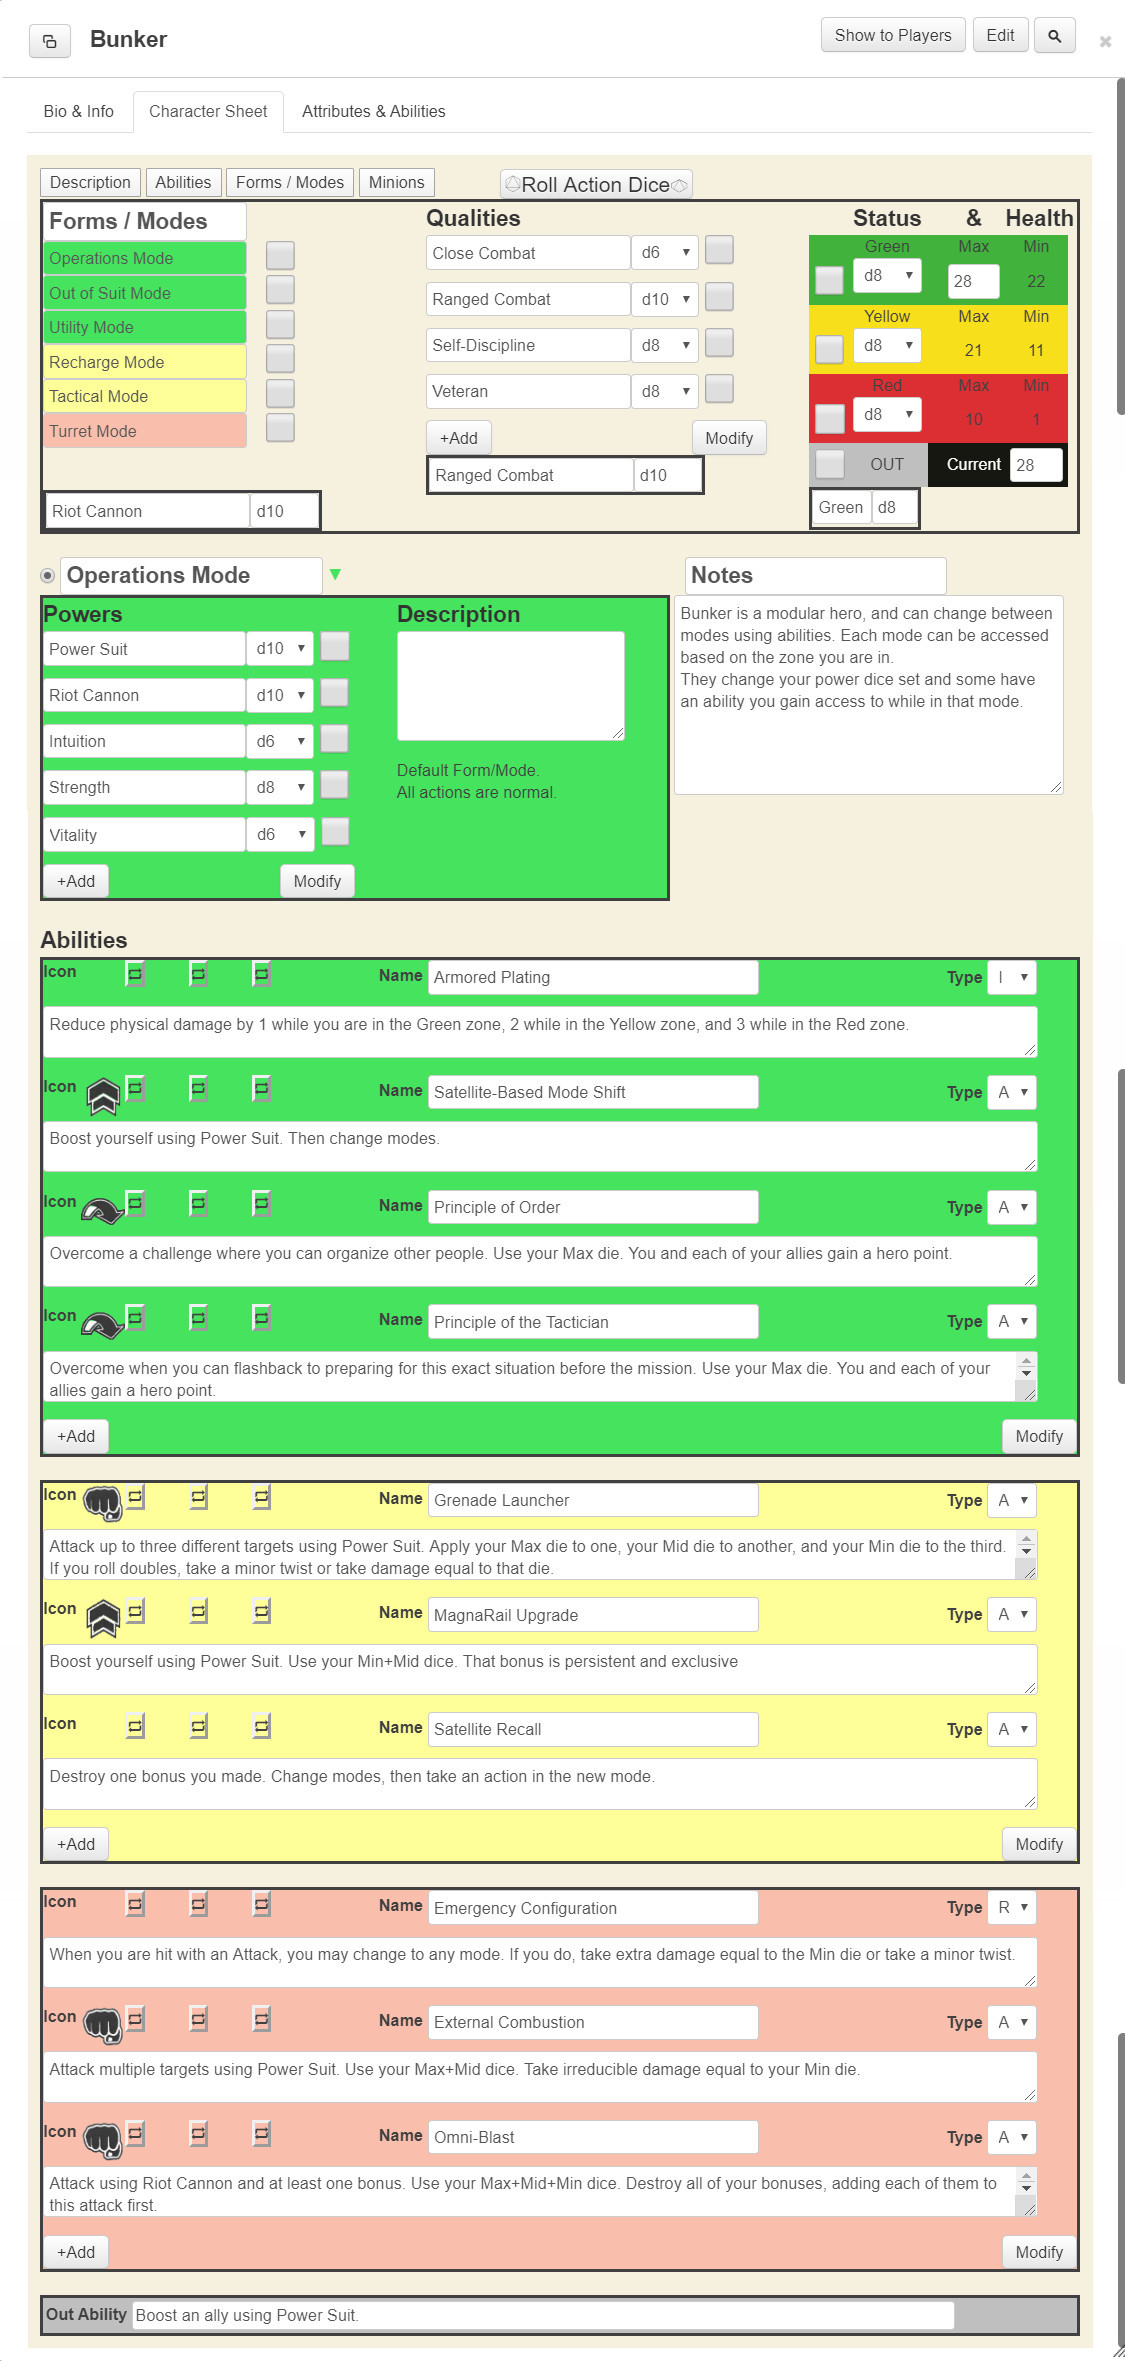 Bunker
Show to Players
Edit
Bio & Info
Character Sheet
Attributes & Abilities
Description
Abilities
Forms / Modes
Minions
Roll Action Dice
Forms / Modes
Operations Mode
Out of Suit Mode
Utility Mode
Recharge Mode
Tactical Mode
Turret Mode
Riot Cannon d10
Qualities
Close Combat d6
Ranged Combat d10
Self-Discipline d8
Veteran d8
+Add Modify
Ranged Combat d10
Status & Health
Green Max Min
d8 28 22
Yellow Max Min
d8 21 11
Red Max Min
d8 10 1
OUT Current 28
Green d8
Operations Mode
Powers
Power Suit d10
Riot Cannon d10
Intuition d6
Strength d8
Vitality d6
+Add Modify
Description
Default Form/Mode.
All actions are normal.
Notes
Bunker is a modular hero, and can change between
modes using abilities. Each mode can be accessed
based on the zone you are in.
They change your power dice set and some have
an ability you gain access to while in that mode.
Abilities
Icon Name Armored Plating Type I
Reduce physical damage by 1 while you are in the Green zone, 2 while in the Yellow zone, and 3 while in the Red zone.
Icon Name Satellite-Based Mode Shift Type A
Boost yourself using Power Suit. Then change modes.
Icon Name Principle of Order Type A
Overcome a challenge where you can organize other people. Use your Max die. You and each of your allies gain a hero point.
Icon Name Principle of the Tactician Type A
Overcome when you can flashback to preparing for this exact situation before the mission. Use your Max die. You and each of your
allies gain a hero point.
+Add Modify
Icon Name Grenade Launcher Type A
Attack up to three different targets using Power Suit. Apply your Max die to one, your Mid die to another, and your Min die to the third.
If you roll doubles, take a minor twist or take damage equal to that die.
Icon Name MagnaRail Upgrade Type A
Boost yourself using Power Suit. Use your Min+Mid dice. That bonus is persistent and exclusive
Icon Name Satellite Recall Type A
Destroy one bonus you made. Change modes, then take an action in the new mode.
+Add Modify
Icon Name Emergency Configuration Type R
When you are hit with an Attack, you may change to any mode. If you do, take extra damage equal to the Min die or take a minor twist.
Icon Name External Combustion Type A
Attack multiple targets using Power Suit. Use your Max+Mid dice. Take irreducible damage equal to your Min die.
Icon Name Omni-Blast Type A
Attack using Riot Cannon and at least one bonus. Use your Max+Mid+Min dice. Destroy all of your bonuses, adding each of them to
this attack first.
+Add Modify
Out Ability Boost an ally using Power Suit.